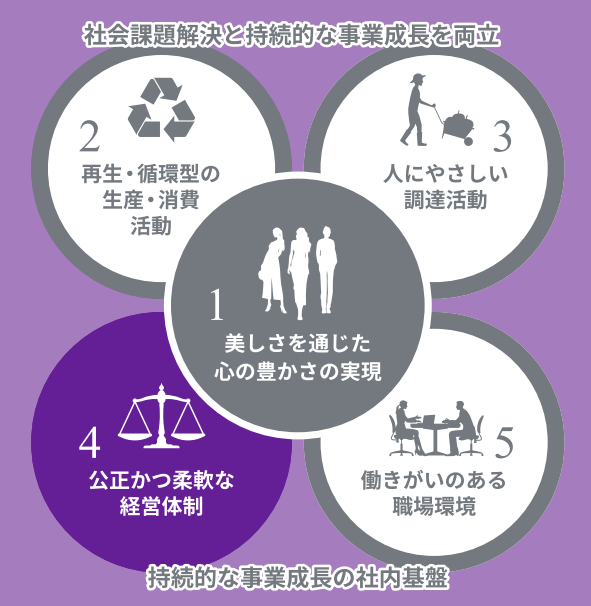 社会課題解決と持続的な事業成長を両立
2
再生・循環型の
生産・消費
活動
3
人にやさしい
調達活動
1
美しさを通じた
心の豊かさの実現
4
公正かつ柔軟な
経営体制
5
働きがいのある
職場環境
持続的な事業成長の社内基盤